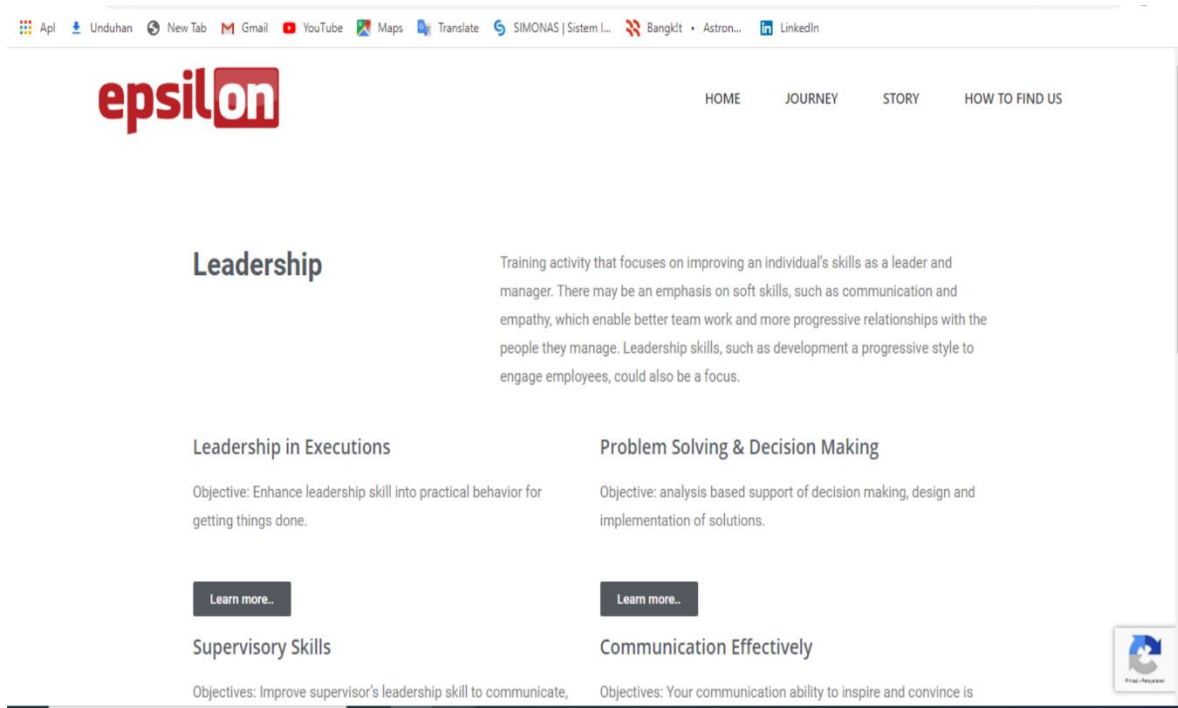 Apl Unduhan New Tab Gmail YouTube Maps Translate SIMONAS | Sistem I... Bangk!t • Astron... LinkedIn
epsilon
HOME JOURNEY STORY HOW TO FIND US
Leadership
Training activity that focuses on improving an individual's skills as a leader and
manager. There may be an emphasis on soft skills, such as communication and
empathy, which enable better team work and more progressive relationships with the
people they manage. Leadership skills, such as development a progressive style to
engage employees, could also be a focus.
Leadership in Executions
Objective: Enhance leadership skill into practical behavior for
getting things done.
Learn more..
Problem Solving & Decision Making
Objective: analysis based support of decision making, design and
implementation of solutions.
Learn more..
Supervisory Skills
Objectives: Improve supervisor's leadership skill to communicate,
Communication Effectively
Objectives: Your communication ability to inspire and convince is